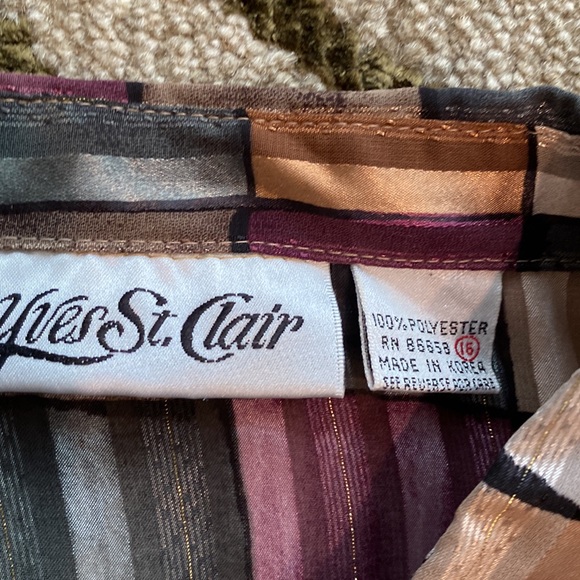 Yves St. Clair
100% POLYESTER
RN 86658 16
MADE IN KOREA
SEE REVERSE FOR CARE